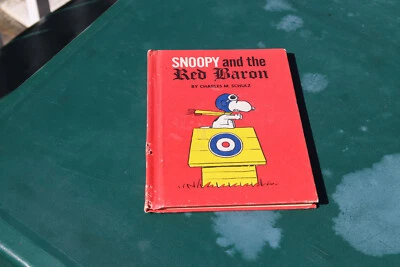 SNOOPY and the
Red Baron
BY CHARLES M. SCHULZ